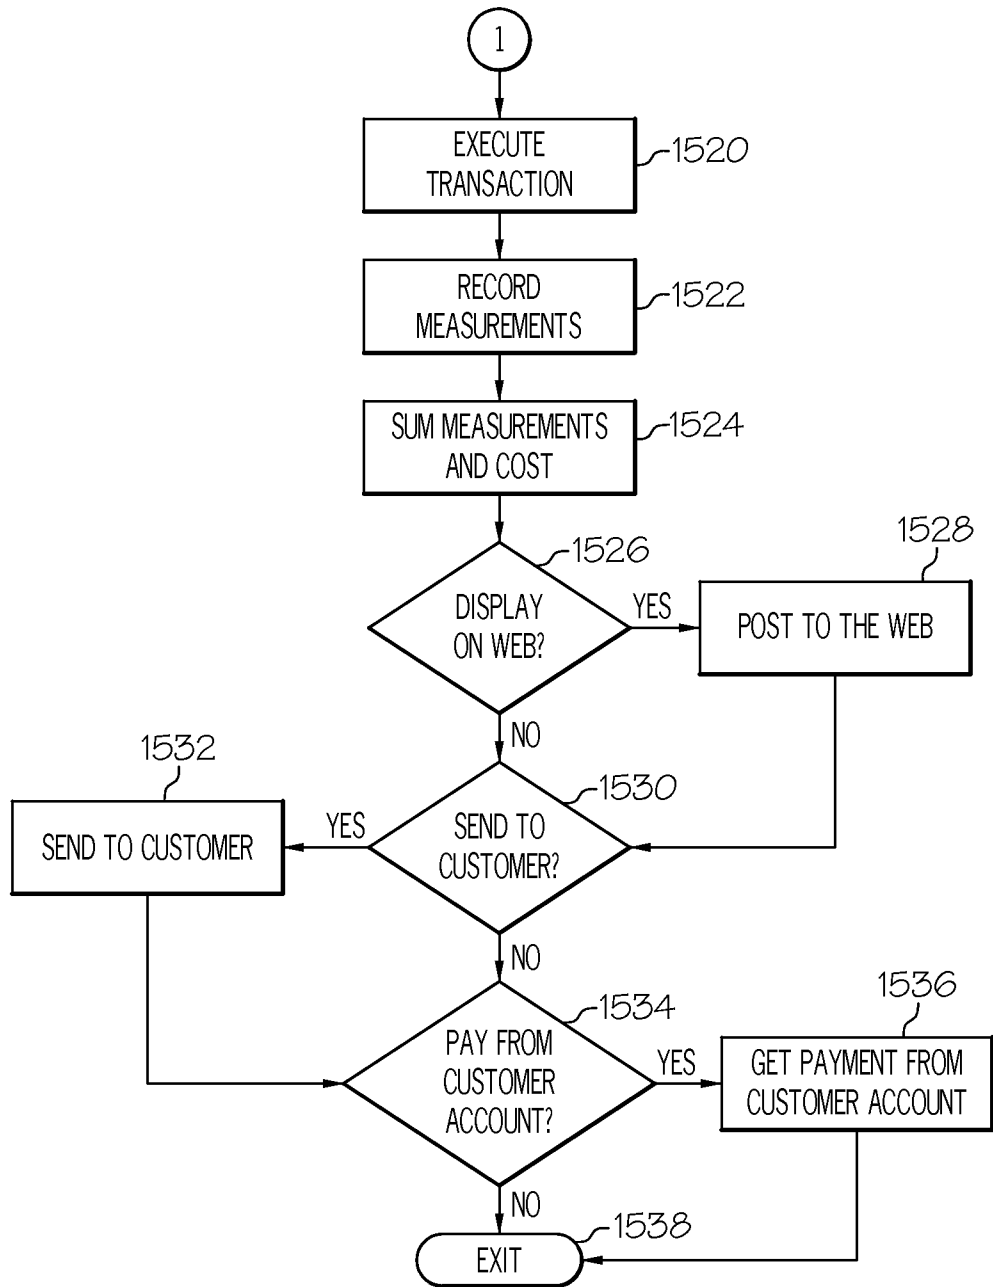 1
EXECUTE
TRANSACTION
1520
RECORD
MEASUREMENTS
1522
SUM MEASUREMENTS
AND COST
1524
DISPLAY
ON WEB?
1526
YES
POST TO THE WEB
1528
NO
SEND TO
CUSTOMER?
1530
YES
SEND TO CUSTOMER
1532
NO
PAY FROM
CUSTOMER
ACCOUNT?
1534
YES
GET PAYMENT FROM
CUSTOMER ACCOUNT
1536
NO
EXIT
1538